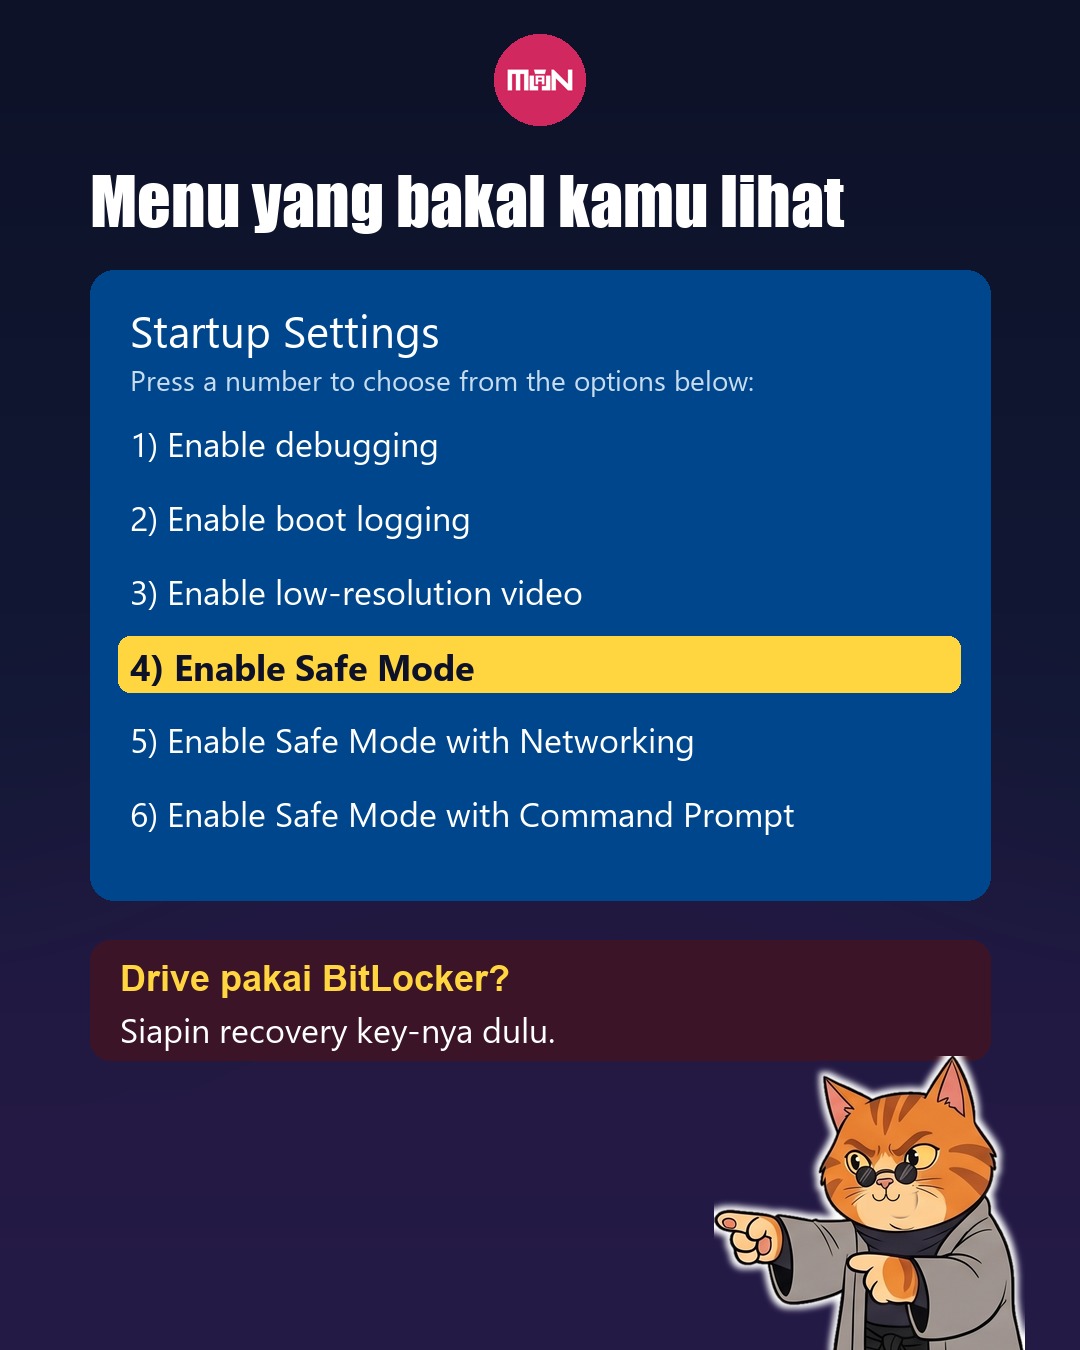 MLAN
Menu yang bakal kamu lihat
Startup Settings
Press a number to choose from the options below:
1) Enable debugging
2) Enable boot logging
3) Enable low-resolution video
4) Enable Safe Mode
5) Enable Safe Mode with Networking
6) Enable Safe Mode with Command Prompt
Drive pakai BitLocker?
Siapin recovery key-nya dulu.